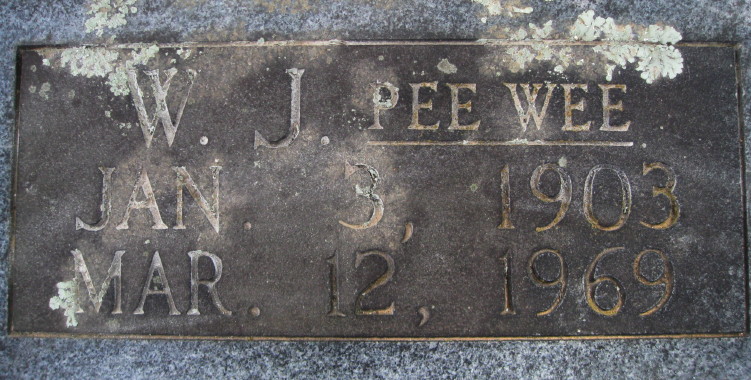 W. J. PEE WEE
JAN. 3, 1903
MAR. 12, 1969